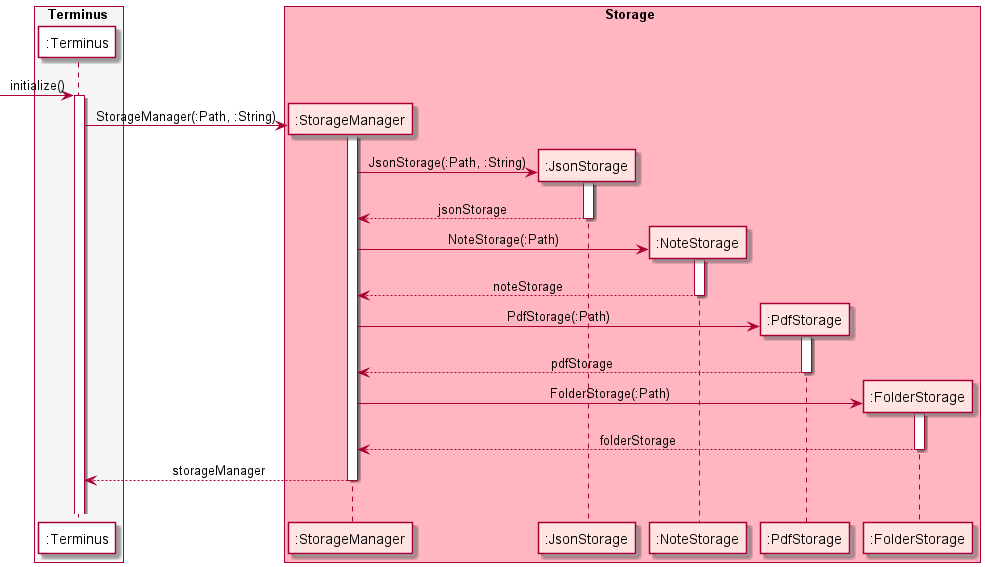 Terminus
Storage
:Terminus
initialize()
StorageManager(:Path, :String)
:StorageManager
JsonStorage(:Path, :String)
:JsonStorage
jsonStorage
NoteStorage(:Path)
:NoteStorage
noteStorage
PdfStorage(:Path)
:PdfStorage
pdfStorage
FolderStorage(:Path)
:FolderStorage
folderStorage
storageManager
:Terminus
:StorageManager
:JsonStorage
:NoteStorage
:PdfStorage
:FolderStorage